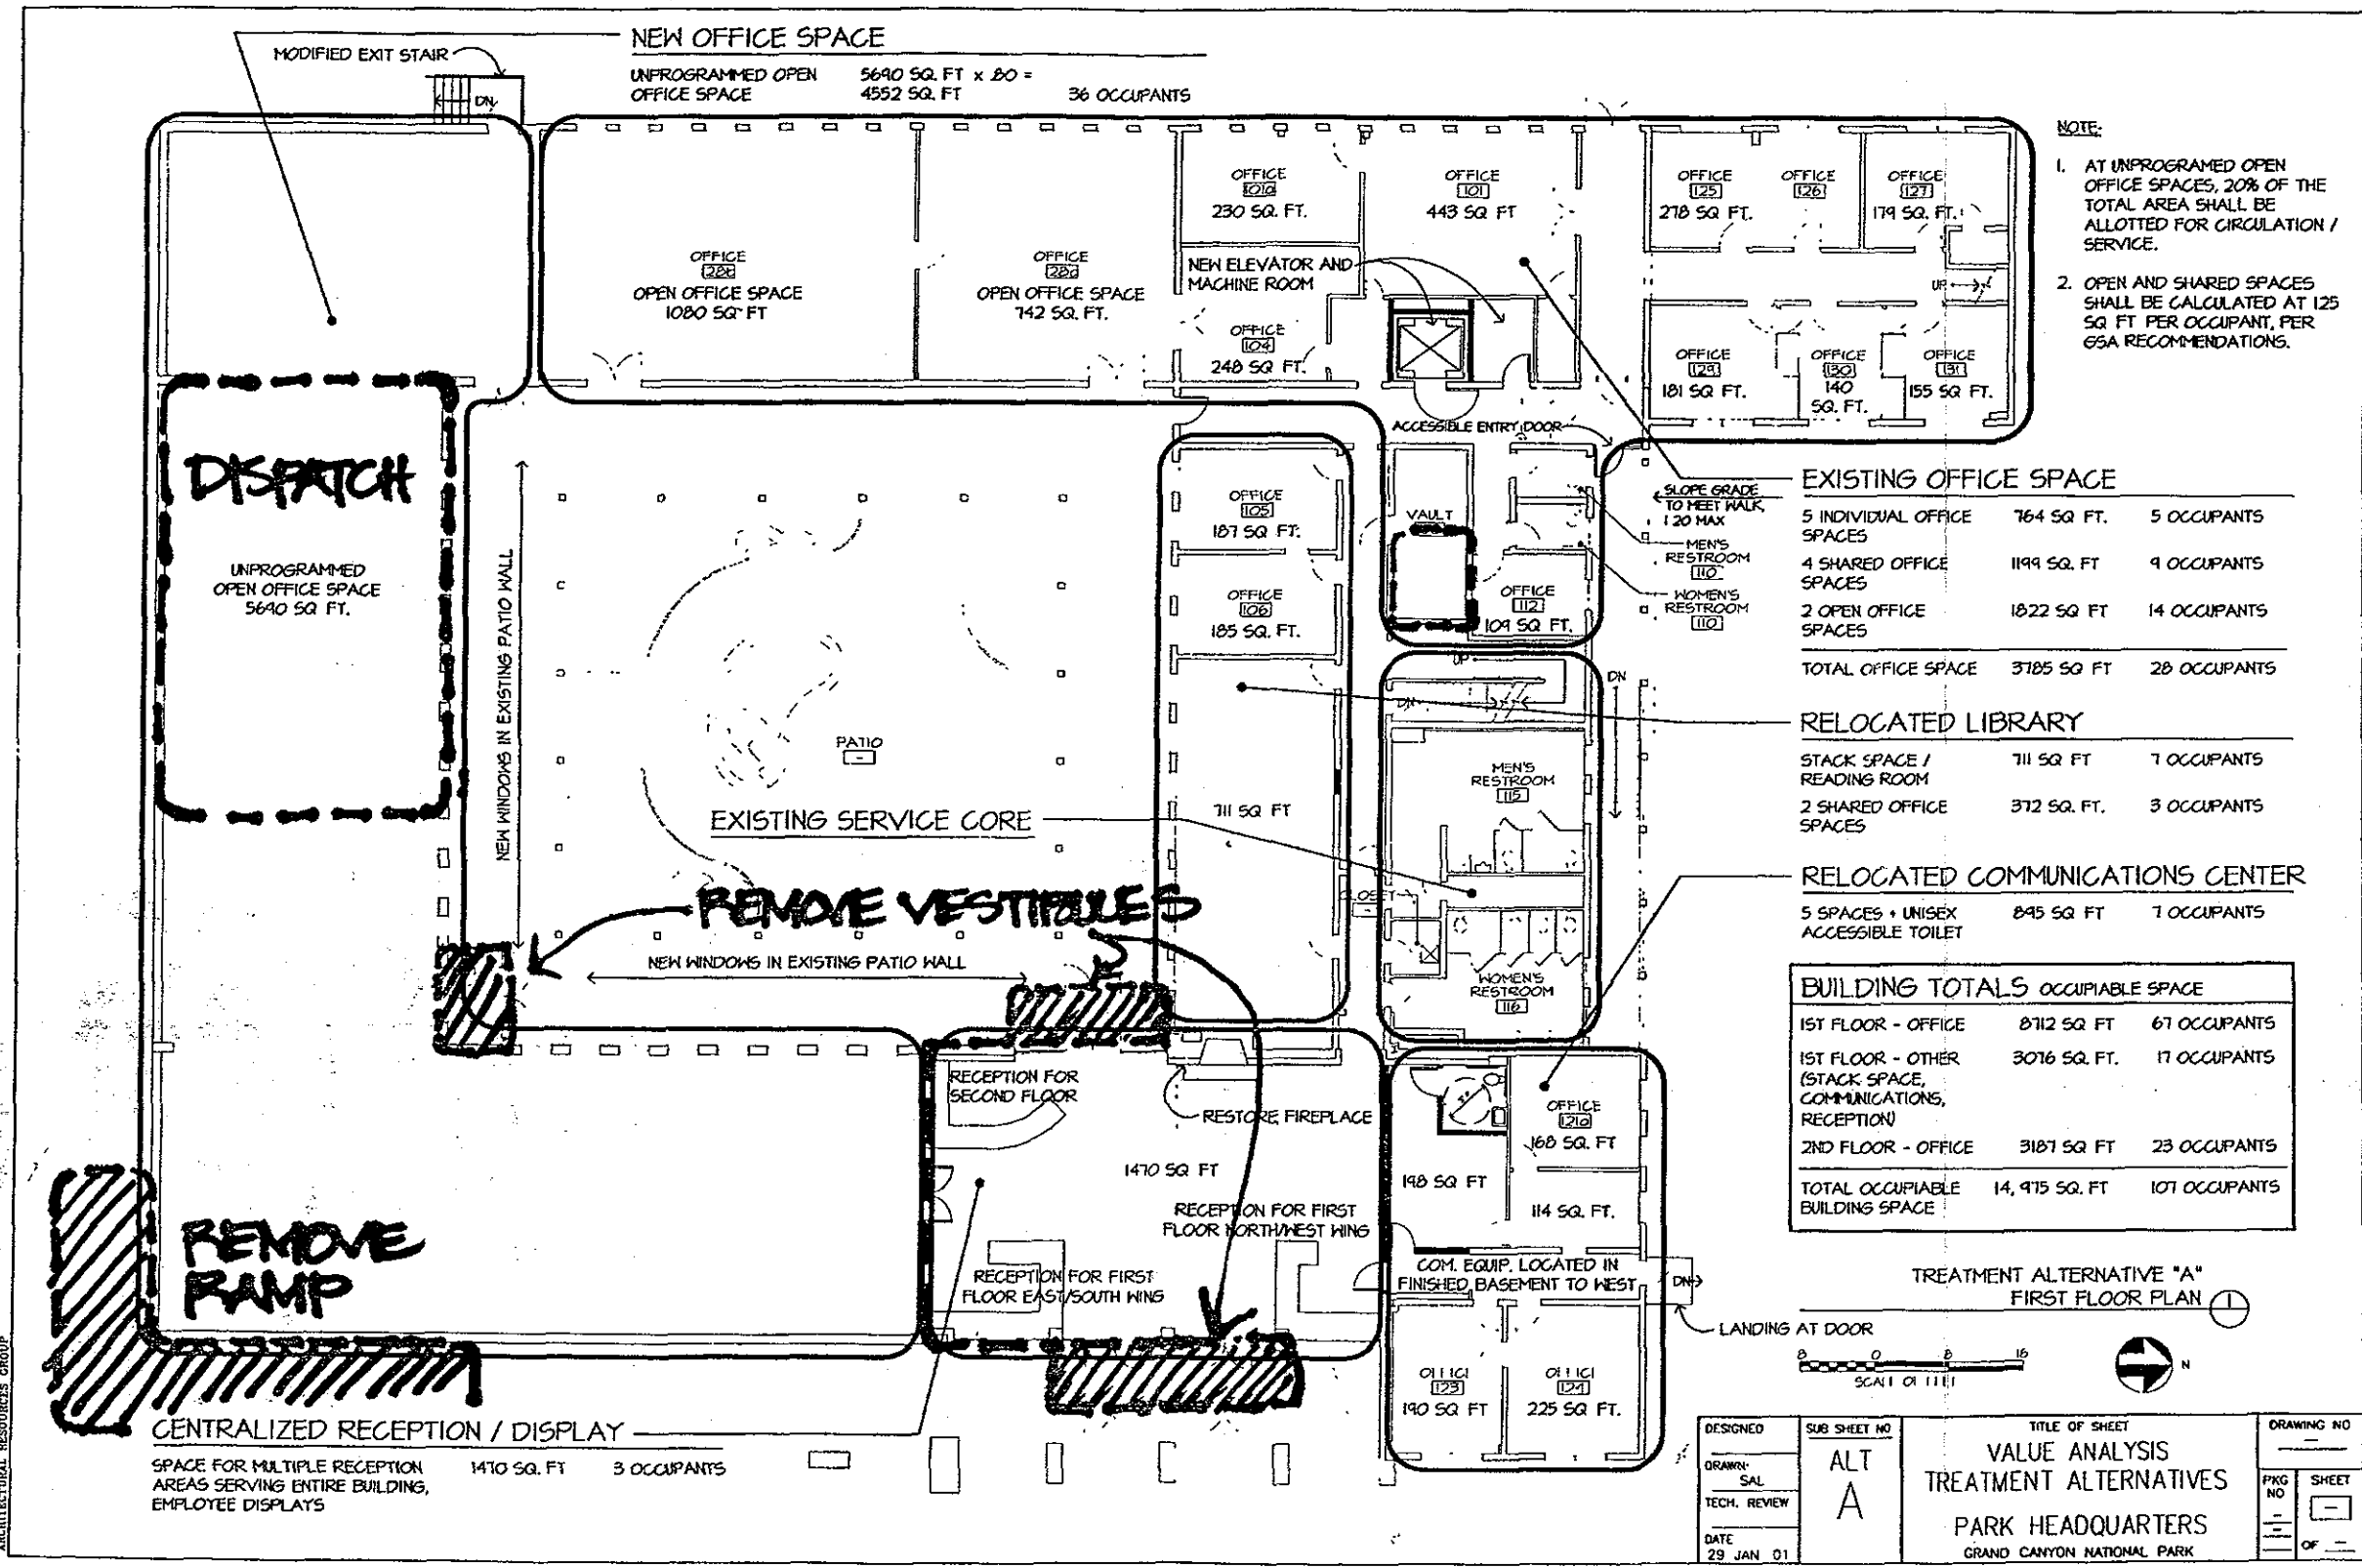 NEW OFFICE SPACE
MODIFIED EXIT STAIR
DN
UNPROGRAMMED OPEN OFFICE SPACE
5690 SQ. FT x .80 = 4552 SQ. FT
36 OCCUPANTS
NOTE:
1. AT UNPROGRAMED OPEN
OFFICE SPACES, 20% OF THE
TOTAL AREA SHALL BE
ALLOTTED FOR CIRCULATION /
SERVICE.
2. OPEN AND SHARED SPACES
SHALL BE CALCULATED AT 125
SQ FT PER OCCUPANT, PER
GSA RECOMMENDATIONS.
OFFICE
OPEN OFFICE SPACE
1080 SQ FT
OFFICE
OPEN OFFICE SPACE
742 SQ. FT.
OFFICE
101a
230 SQ. FT.
OFFICE
101
443 SQ FT
NEW ELEVATOR AND
MACHINE ROOM
OFFICE
104
248 SQ FT.
OFFICE
125
278 SQ FT.
OFFICE
126
OFFICE
127
179 SQ. FT.
UP
OFFICE
129
181 SQ FT.
OFFICE
130
140
SQ. FT.
OFFICE
131
155 SQ FT.
ACCESSIBLE ENTRY DOOR
DISPATCH
UNPROGRAMMED
OPEN OFFICE SPACE
5690 SQ FT.
NEW WINDOWS IN EXISTING PATIO WALL
OFFICE
105
187 SQ FT.
OFFICE
106
185 SQ. FT.
VAULT
OFFICE
112
109 SQ FT.
SLOPE GRADE
TO MEET WALK,
1 20 MAX
MEN'S
RESTROOM
110
WOMEN'S
RESTROOM
110
EXISTING OFFICE SPACE
5 INDIVIDUAL OFFICE SPACES 764 SQ FT. 5 OCCUPANTS
4 SHARED OFFICE SPACES 1199 SQ. FT 9 OCCUPANTS
2 OPEN OFFICE SPACES 1822 SQ FT 14 OCCUPANTS
TOTAL OFFICE SPACE 3785 SQ FT 28 OCCUPANTS
UP
DN
DN
PATIO
711 SQ FT
EXISTING SERVICE CORE
MEN'S
RESTROOM
115
WOMEN'S
RESTROOM
116
RELOCATED LIBRARY
STACK SPACE / READING ROOM 711 SQ FT 7 OCCUPANTS
2 SHARED OFFICE SPACES 372 SQ. FT. 3 OCCUPANTS
RELOCATED COMMUNICATIONS CENTER
5 SPACES + UNISEX ACCESSIBLE TOILET 895 SQ FT 7 OCCUPANTS
REMOVE VESTIBULES
NEW WINDOWS IN EXISTING PATIO WALL
BUILDING TOTALS OCCUPIABLE SPACE
1ST FLOOR - OFFICE 8712 SQ FT 67 OCCUPANTS
1ST FLOOR - OTHER 3076 SQ. FT. 17 OCCUPANTS
(STACK SPACE,
COMMUNICATIONS,
RECEPTION)
2ND FLOOR - OFFICE 3187 SQ FT 23 OCCUPANTS
TOTAL OCCUPIABLE BUILDING SPACE 14,975 SQ. FT 107 OCCUPANTS
RECEPTION FOR
SECOND FLOOR
RESTORE FIREPLACE
1470 SQ FT
RECEPTION FOR FIRST
FLOOR NORTH/WEST WING
RECEPTION FOR FIRST
FLOOR EAST/SOUTH WING
OFFICE
121a
168 SQ. FT
198 SQ FT
114 SQ. FT.
COM. EQUIP. LOCATED IN
FINISHED BASEMENT TO WEST
DN
LANDING AT DOOR
123
190 SQ FT
225 SQ FT.
REMOVE
RAMP
CENTRALIZED RECEPTION / DISPLAY
SPACE FOR MULTIPLE RECEPTION 1470 SQ. FT 3 OCCUPANTS
AREAS SERVING ENTIRE BUILDING,
EMPLOYEE DISPLAYS
TREATMENT ALTERNATIVE "A"
FIRST FLOOR PLAN 1
8 0 8 16
N
DESIGNED
DRAWN
SAL
TECH. REVIEW
DATE
29 JAN 01
SUB SHEET NO
ALT
A
TITLE OF SHEET
VALUE ANALYSIS
TREATMENT ALTERNATIVES
PARK HEADQUARTERS
GRAND CANYON NATIONAL PARK
DRAWING NO
PKG
NO
SHEET
OF
ARCHITECTURAL RESOURCES GROUP